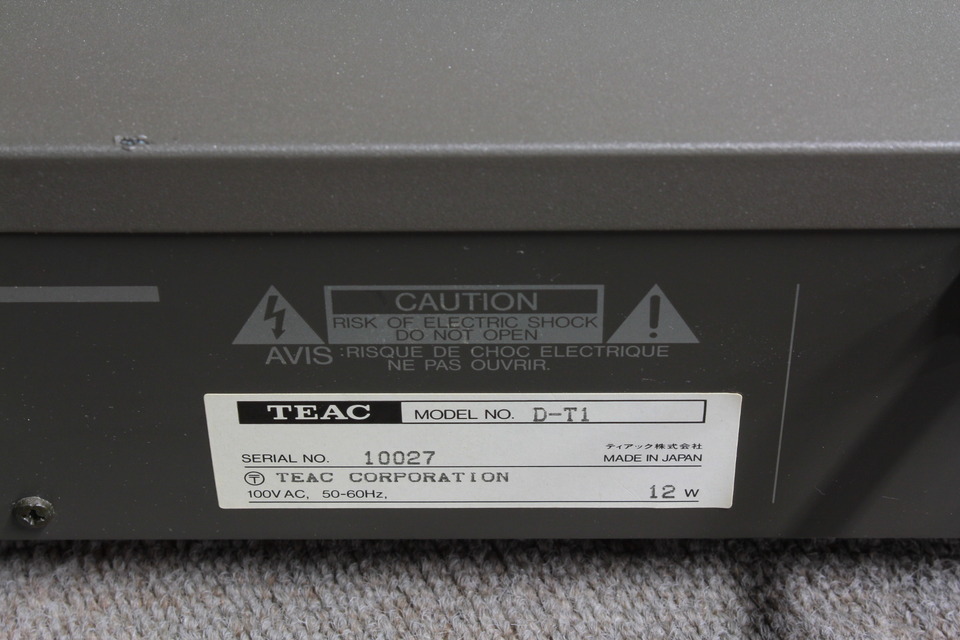 CAUTION
RISK OF ELECTRIC SHOCK
DO NOT OPEN
AVIS :RISQUE DE CHOC ELECTRIQUE
NE PAS OUVRIR.
TEAC MODEL NO. D-T1
ティアック株式会社
SERIAL NO. 10027 MADE IN JAPAN
〒 TEAC CORPORATION
100V AC, 50-60Hz, 12 W